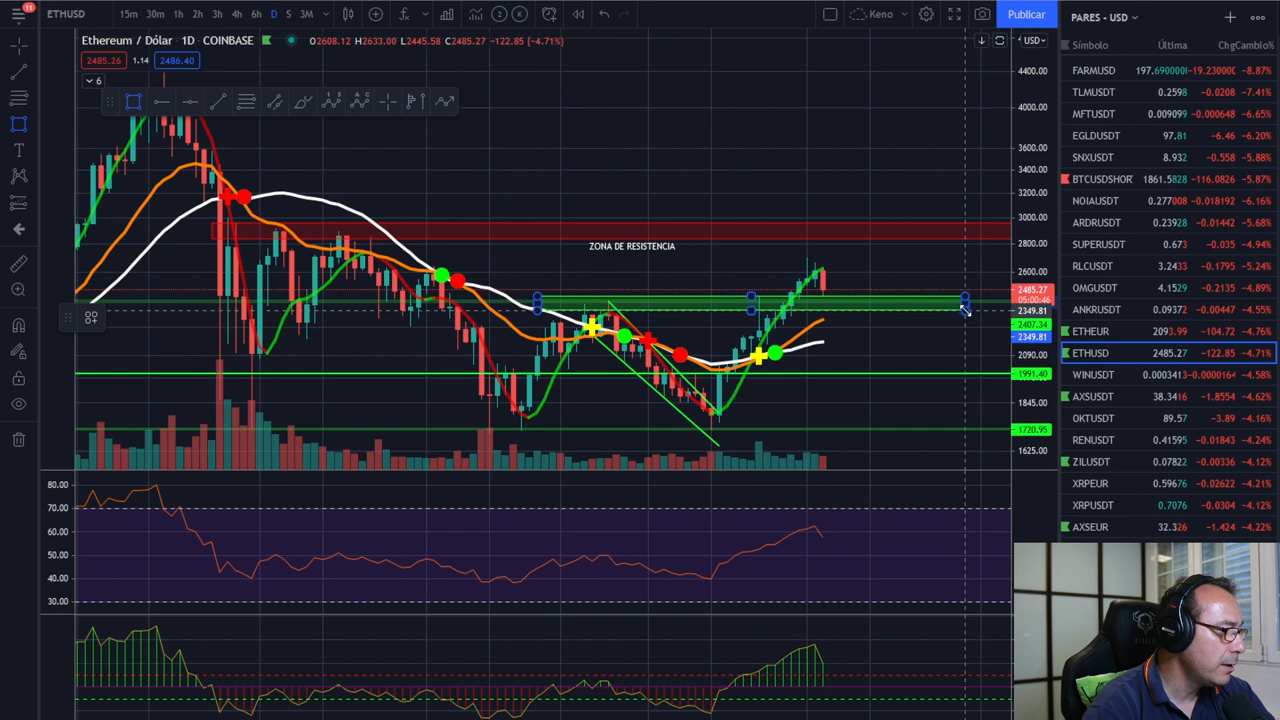 11
ETHUSD 15m 30m 1h 2h 3h 4h 6h D S 3M
2 K
Keno
Publicar
Ethereum / Dólar · 1D · COINBASE
O2608.12 H2633.00 L2445.58 C2485.27 -122.85 (-4.71%)
2485.26 1.14 2486.40
6
USD
4400.00
4000.00
3600.00
3400.00
3200.00
3000.00
2800.00
ZONA DE RESISTENCIA
2600.00
2485.27
05:00:46
2349.81
2407.34
2349.81
2090.00
1991.40
1845.00
1720.95
1625.00
80.00
70.00
60.00
50.00
40.00
30.00
PARES - USD
Símbolo Última Chg Cambio%
FARMUSD 197.690000 -19.23000 -8.87%
TLMUSDT 0.2598 -0.0208 -7.41%
MFTUSDT 0.009099 -0.000648 -6.65%
EGLDUSDT 97.81 -6.46 -6.20%
SNXUSDT 8.932 -0.558 -5.88%
BTCUSDSHOR 1861.5828 -116.0826 -5.87%
NOIAUSDT 0.277008 -0.018192 -6.16%
ARDRUSDT 0.23928 -0.01442 -5.68%
SUPERUSDT 0.673 -0.035 -4.94%
RLCUSDT 3.2433 -0.1795 -5.24%
OMGUSDT 4.1529 -0.2135 -4.89%
ANKRUSDT 0.09372 -0.00447 -4.55%
ETHEUR 2093.99 -104.72 -4.76%
ETHUSD 2485.27 -122.85 -4.71%
WINUSDT 0.0003413 -0.0000164 -4.58%
AXSUSDT 38.3416 -1.8554 -4.62%
OKTUSDT 89.57 -3.89 -4.16%
RENUSDT 0.41595 -0.01843 -4.24%
ZILUSDT 0.07822 -0.00336 -4.12%
XRPEUR 0.59676 -0.02622 -4.21%
XRPUSDT 0.7076 -0.0304 -4.12%
AXSEUR 32.326 -1.424 -4.22%